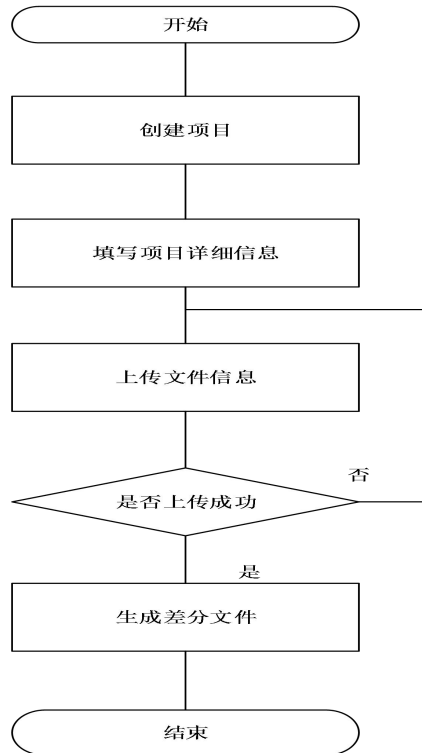 开始
创建项目
填写项目详细信息
上传文件信息
否
是否上传成功
是
生成差分文件
结束